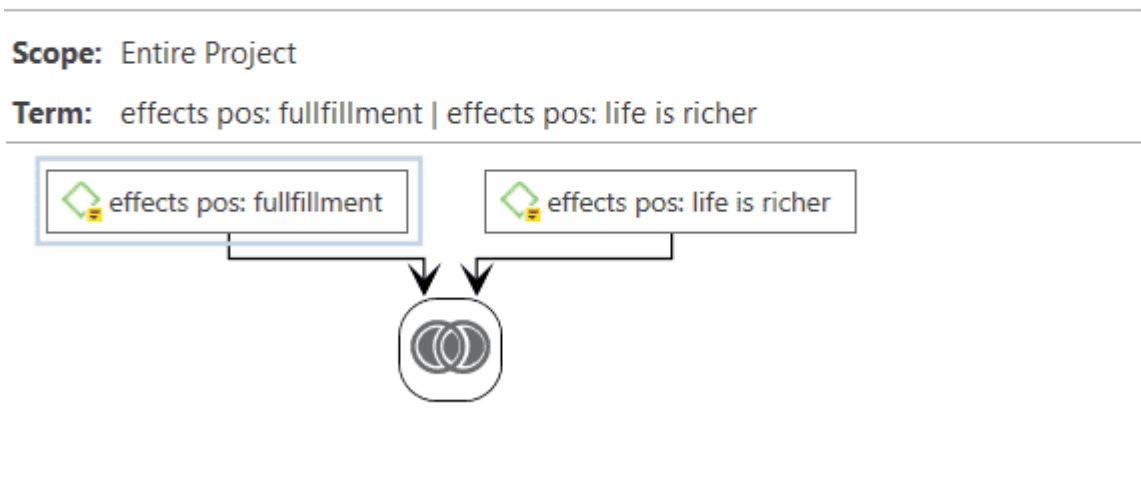 Scope: Entire Project
Term: effects pos: fullfillment | effects pos: life is richer
effects pos: fullfillment
effects pos: life is richer